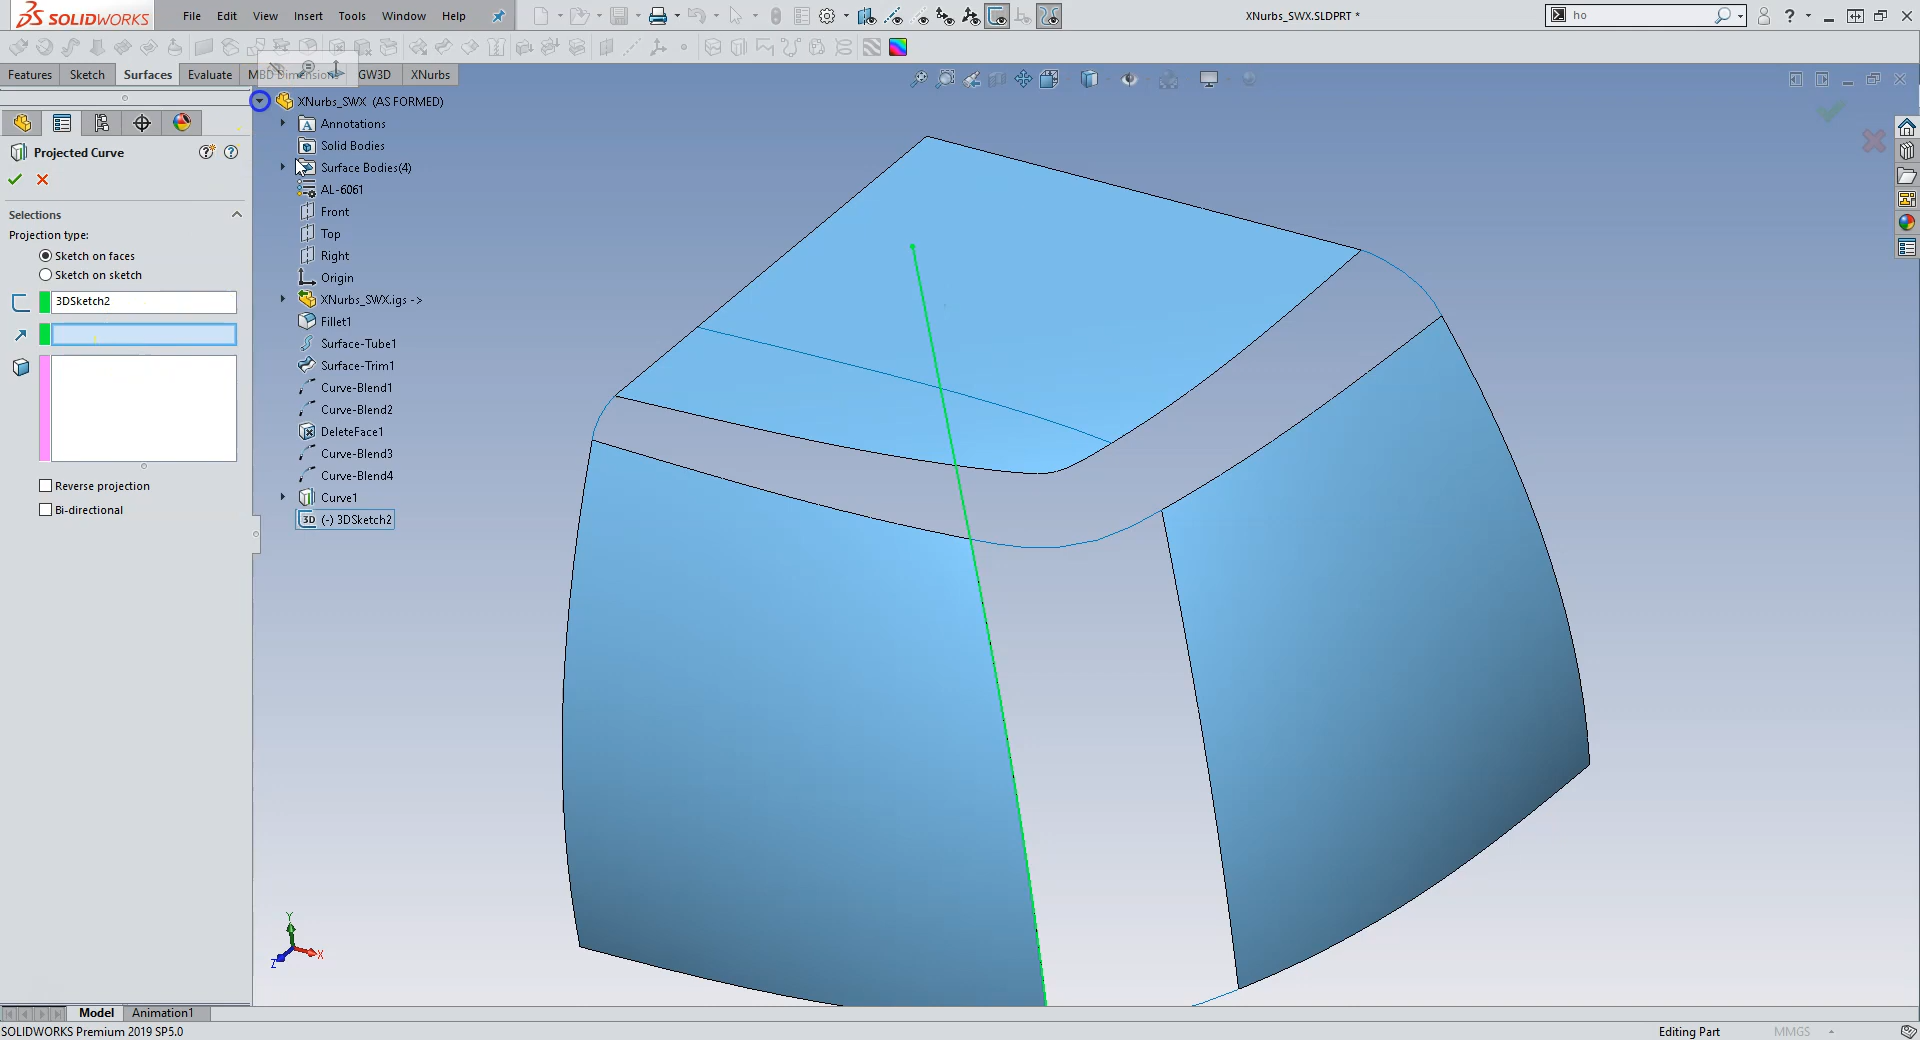 SOLIDWORKS
File Edit View Insert Tools Window Help
XNurbs_SWX.SLDPRT *
ho
Features Sketch Surfaces Evaluate MBD Dimensions GW3D XNurbs
XNurbs_SWX (AS FORMED)
Annotations
Solid Bodies
Surface Bodies(4)
AL-6061
Front
Top
Right
Origin
XNurbs_SWX.igs ->
Fillet1
Surface-Tube1
Surface-Trim1
Curve-Blend1
Curve-Blend2
DeleteFace1
Curve-Blend3
Curve-Blend4
Curve1
3D (-) 3DSketch2
Projected Curve
Selections
Projection type:
Sketch on faces
Sketch on sketch
3DSketch2
Reverse projection
Bi-directional
Y
X
Z
Model Animation1
SOLIDWORKS Premium 2019 SP5.0
Editing Part
MMGS